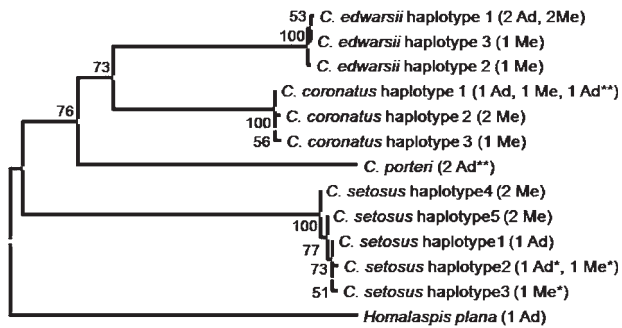 53
C. edwarsii haplotype 1 (2 Ad, 2Me)
100
C. edwarsii haplotype 3 (1 Me)
C. edwarsii haplotype 2 (1 Me)
73
C. coronatus haplotype 1 (1 Ad, 1 Me, 1 Ad**)
76
C. coronatus haplotype 2 (2 Me)
100
C. coronatus haplotype 3 (1 Me)
56
C. porteri (2 Ad**)
C. setosus haplotype4 (2 Me)
C. setosus haplotype5 (2 Me)
100
C. setosus haplotype1 (1 Ad)
77
C. setosus haplotype2 (1 Ad*, 1 Me*)
73
C. setosus haplotype3 (1 Me*)
51
Homalaspis plana (1 Ad)